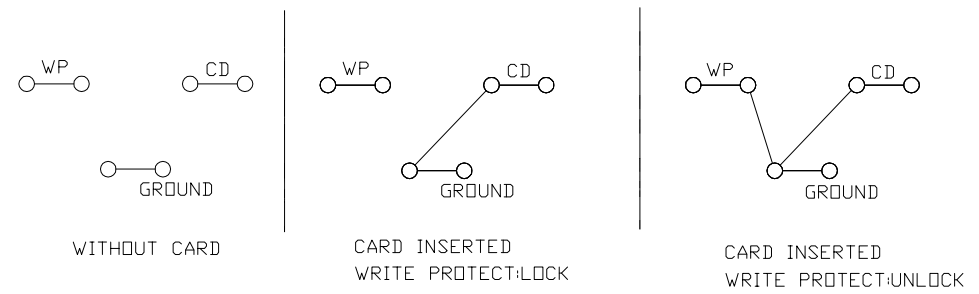 WP
CD
GROUND
WITHOUT CARD
WP
CD
GROUND
CARD INSERTED
WRITE PROTECT:LOCK
WP
CD
GROUND
CARD INSERTED
WRITE PROTECT:UNLOCK